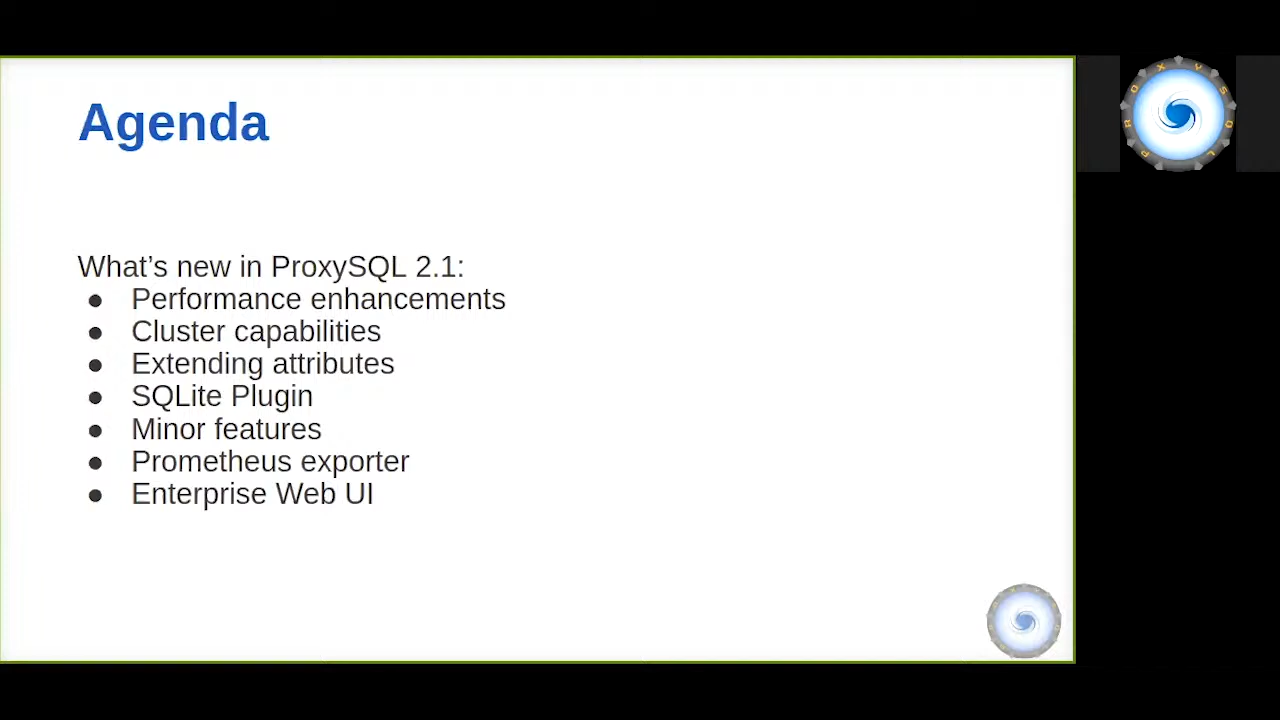 Agenda
What’s new in ProxySQL 2.1:
● Performance enhancements
● Cluster capabilities
● Extending attributes
● SQLite Plugin
● Minor features
● Prometheus exporter
● Enterprise Web UI
PROXYSQL